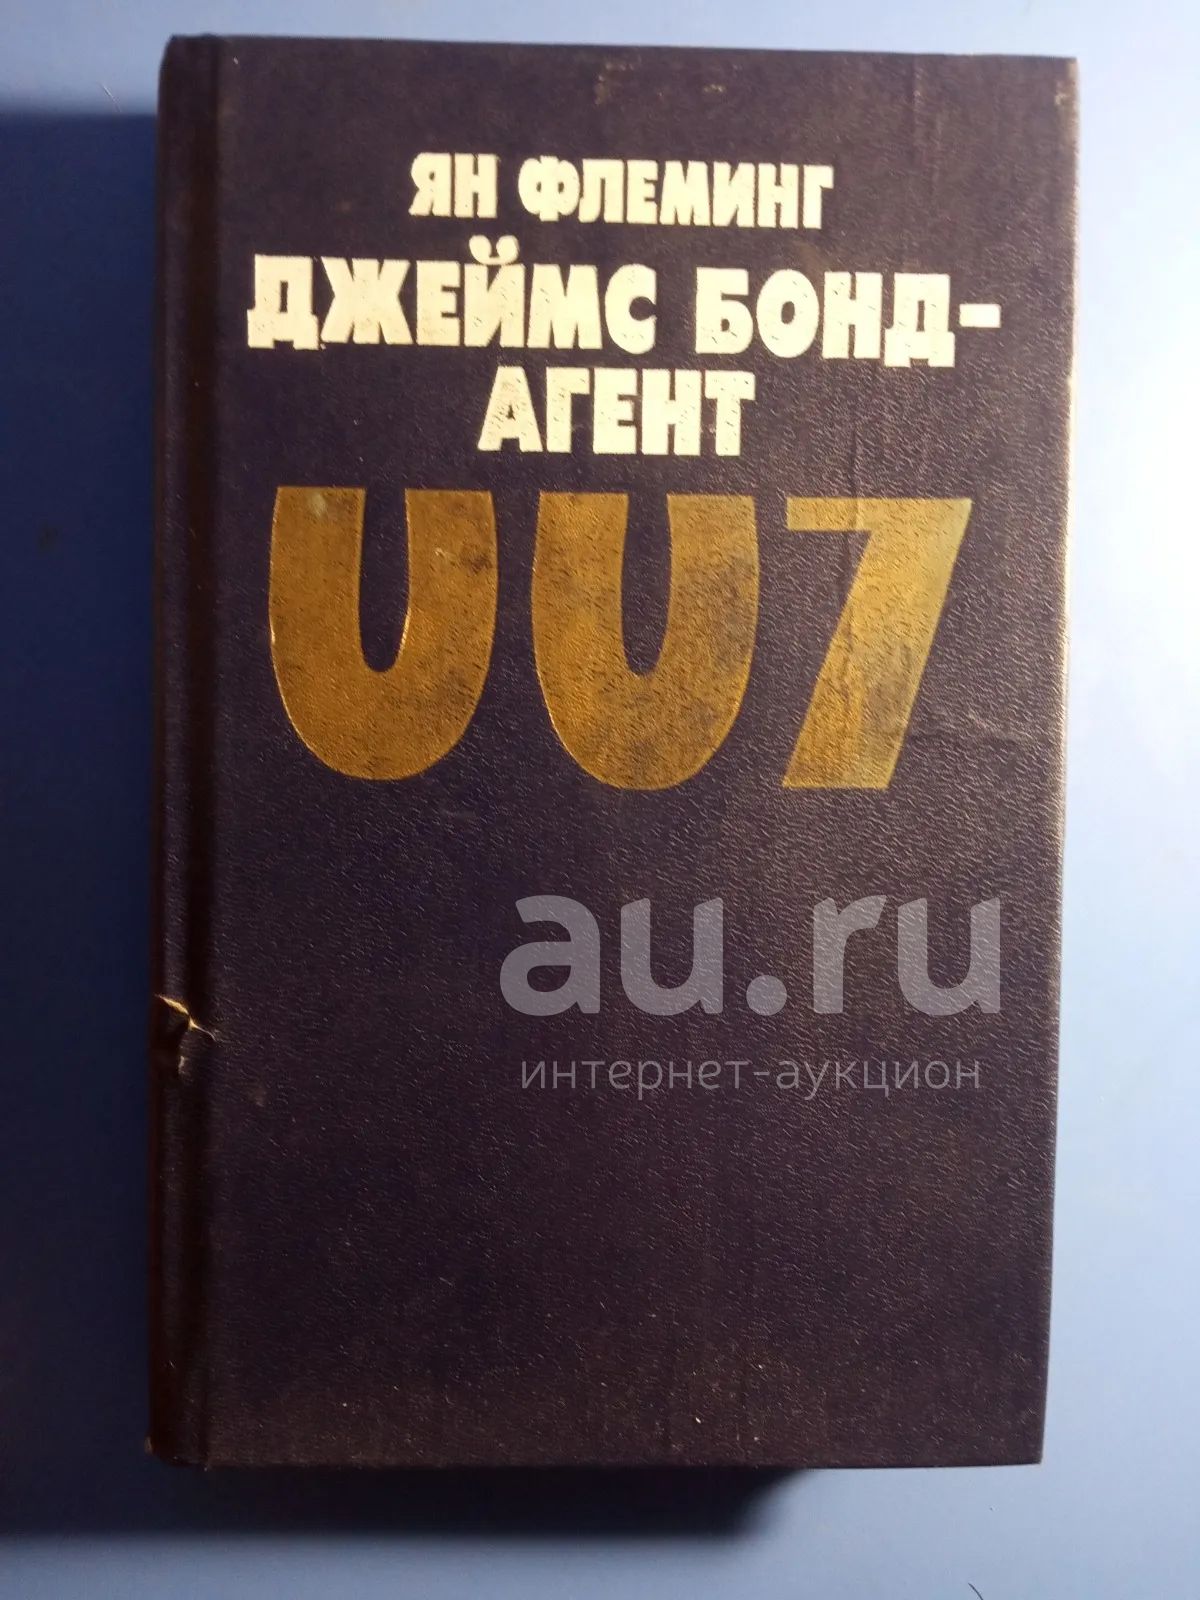 ЯН ФЛЕМИНГ
ДЖЕЙМС БОНД-
АГЕНТ
007
au.ru
интернет-аукцион